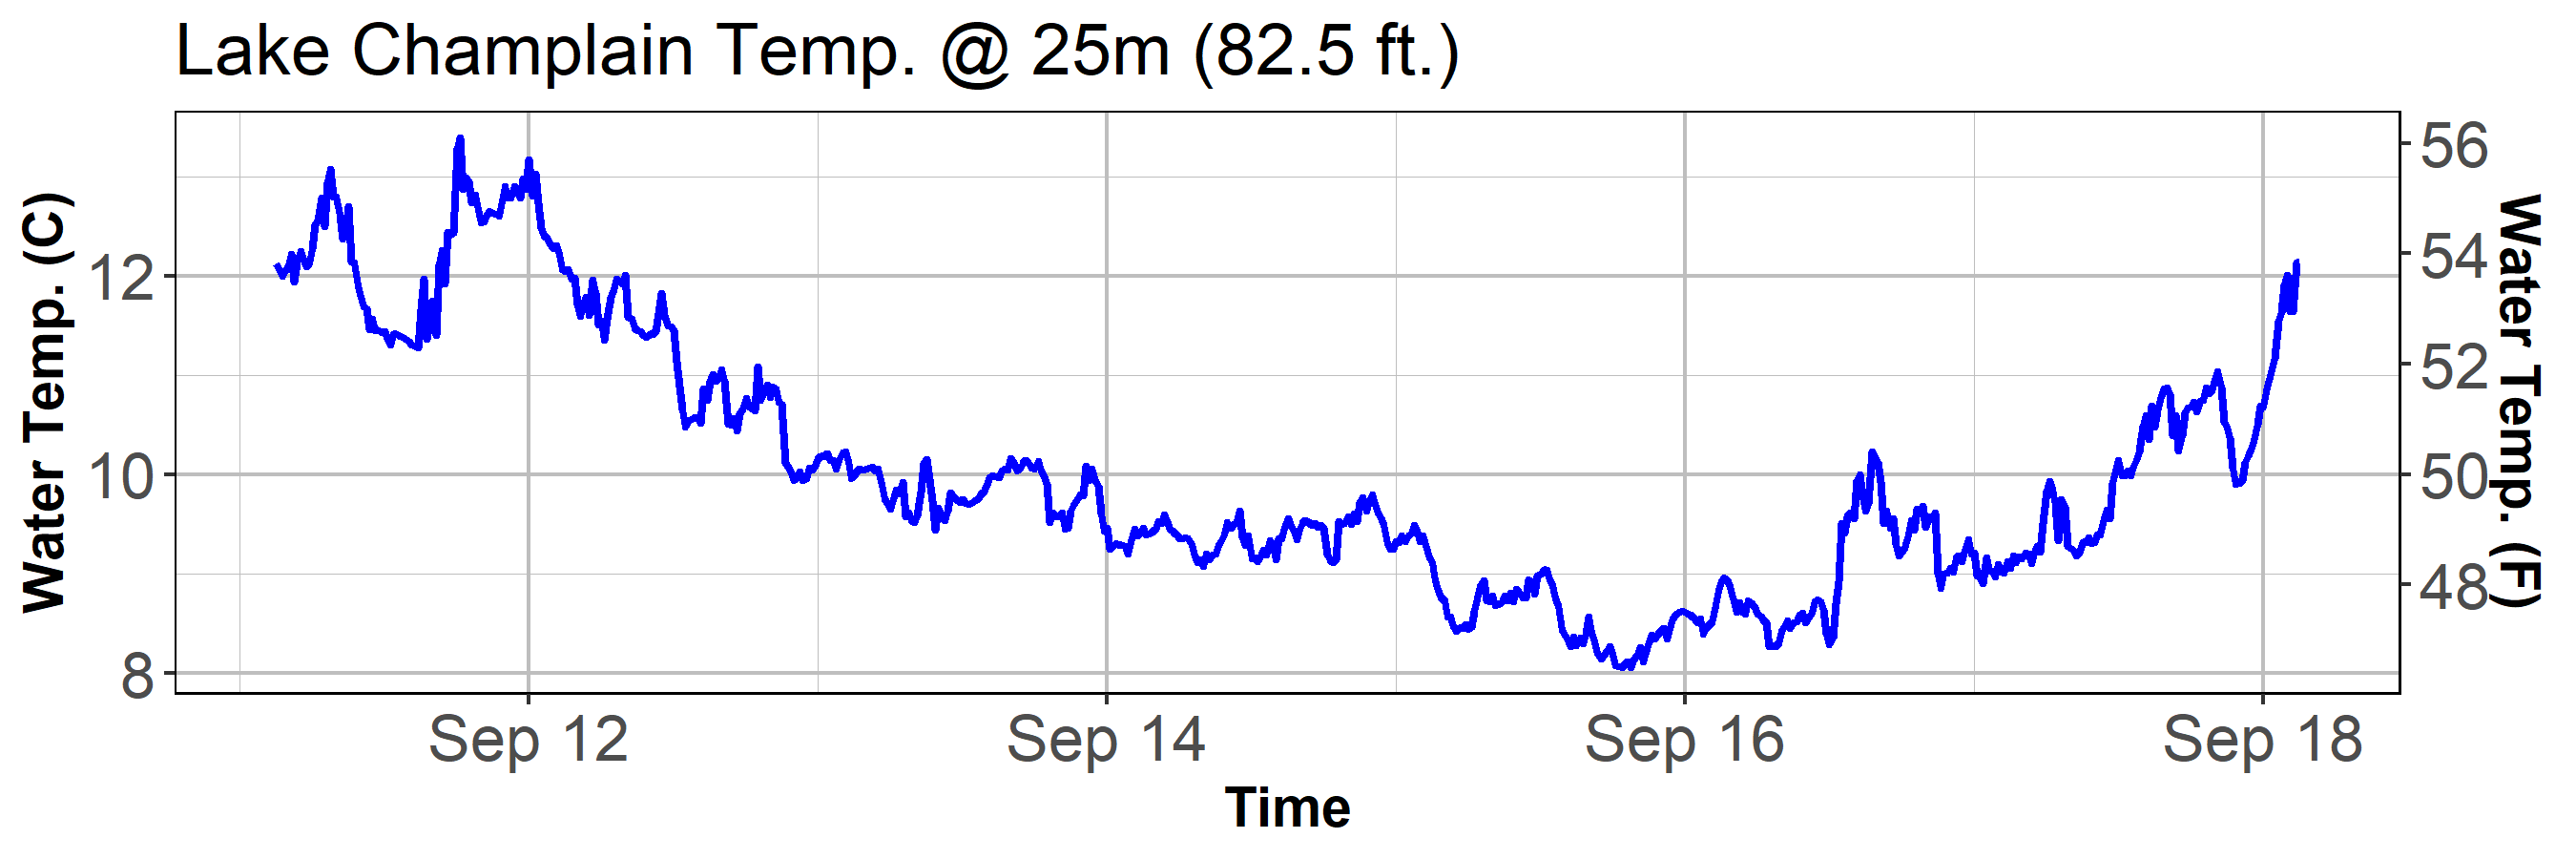 Lake Champlain Temp. @ 25m (82.5 ft.)
Water Temp. (C)
12
10
8
56
54
52
50
48
Water Temp. (F)
Sep 12
Sep 14
Sep 16
Sep 18
Time